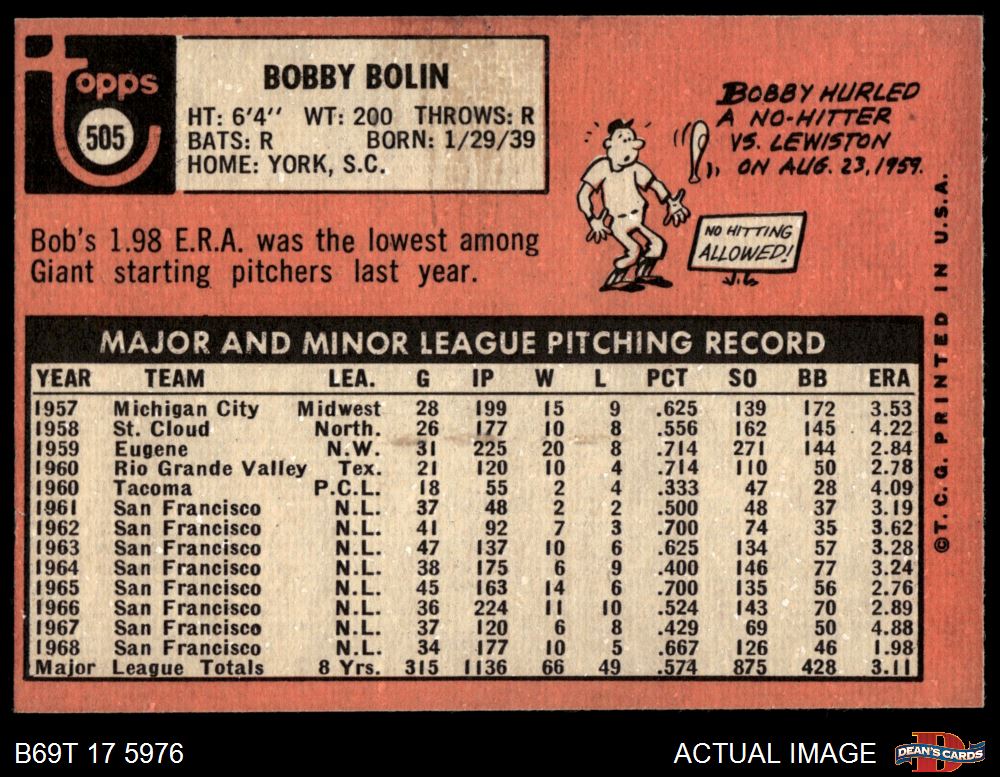 topps
505
BOBBY BOLIN
HT: 6'4" WT: 200 THROWS: R
BATS: R BORN: 1/29/39
HOME: YORK, S.C.
BOBBY HURLED
A NO-HITTER
VS. LEWISTON
ON AUG. 23, 1959.
NO HITTING
ALLOWED!
Bob's 1.98 E.R.A. was the lowest among
Giant starting pitchers last year.
©T.C.G. PRINTED IN U.S.A.
MAJOR AND MINOR LEAGUE PITCHING RECORD
YEAR TEAM LEA. G IP W L PCT SO BB ERA
1957 Michigan City Midwest 28 199 15 9 .625 139 172 3.53
1958 St. Cloud North. 26 177 10 8 .556 162 145 4.22
1959 Eugene N.W. 31 225 20 8 .714 271 144 2.84
1960 Rio Grande Valley Tex. 21 120 10 4 .714 110 50 2.78
1960 Tacoma P.C.L. 18 55 2 4 .333 47 28 4.09
1961 San Francisco N.L. 37 48 2 2 .500 48 37 3.19
1962 San Francisco N.L. 41 92 7 3 .700 74 35 3.62
1963 San Francisco N.L. 47 137 10 6 .625 134 57 3.28
1964 San Francisco N.L. 38 175 6 9 .400 146 77 3.24
1965 San Francisco N.L. 45 163 14 6 .700 135 56 2.76
1966 San Francisco N.L. 36 224 11 10 .524 143 70 2.89
1967 San Francisco N.L. 37 120 6 8 .429 69 50 4.88
1968 San Francisco N.L. 34 177 10 5 .667 126 46 1.98
Major League Totals 8 Yrs. 315 1136 66 49 .574 875 428 3.11
B69T 17 5976
ACTUAL IMAGE
DEAN'S CARDS